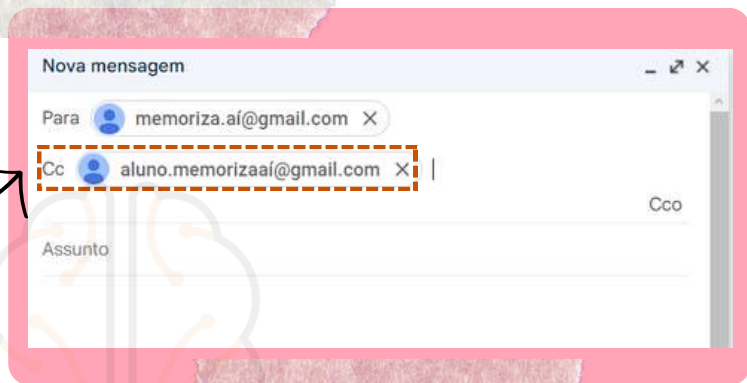 Nova mensagem
Para memoriza.aí@gmail.com
Cc aluno.memorizaaí@gmail.com
Cco
Assunto